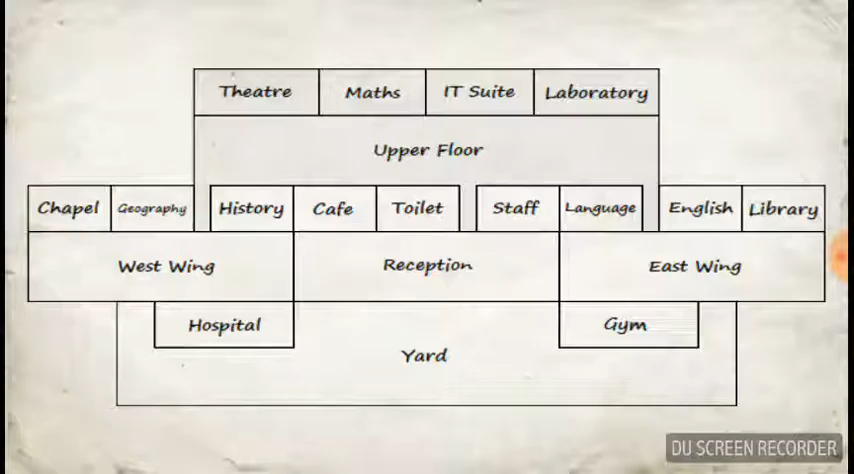 Theatre Maths IT Suite Laboratory
Upper Floor
Chapel Geography History Cafe Toilet Staff Language English Library
West Wing Reception East Wing
Hospital Gym
Yard
DU SCREEN RECORDER